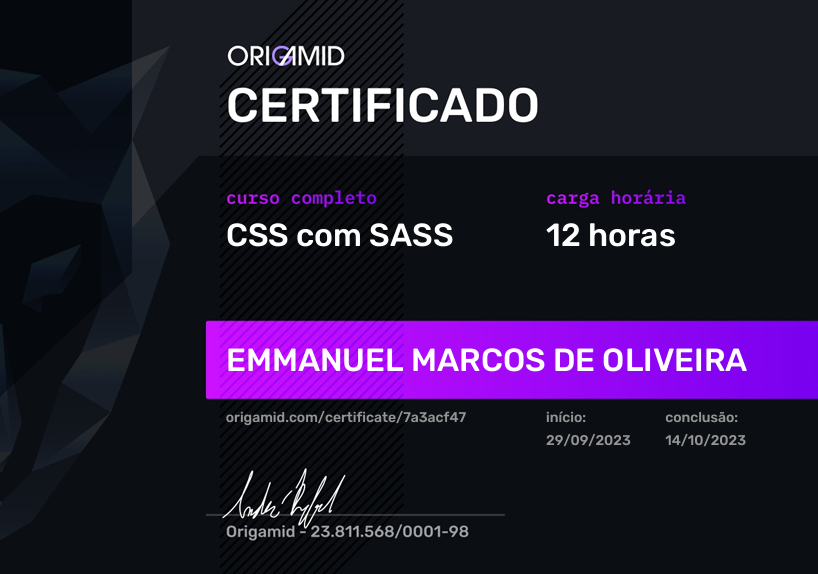 ORIGAMID
CERTIFICADO
curso completo
CSS com SASS
carga horária
12 horas
EMMANUEL MARCOS DE OLIVEIRA
origamid.com/certificate/7a3acf47
início:
29/09/2023
conclusão:
14/10/2023
Origamid - 23.811.568/0001-98